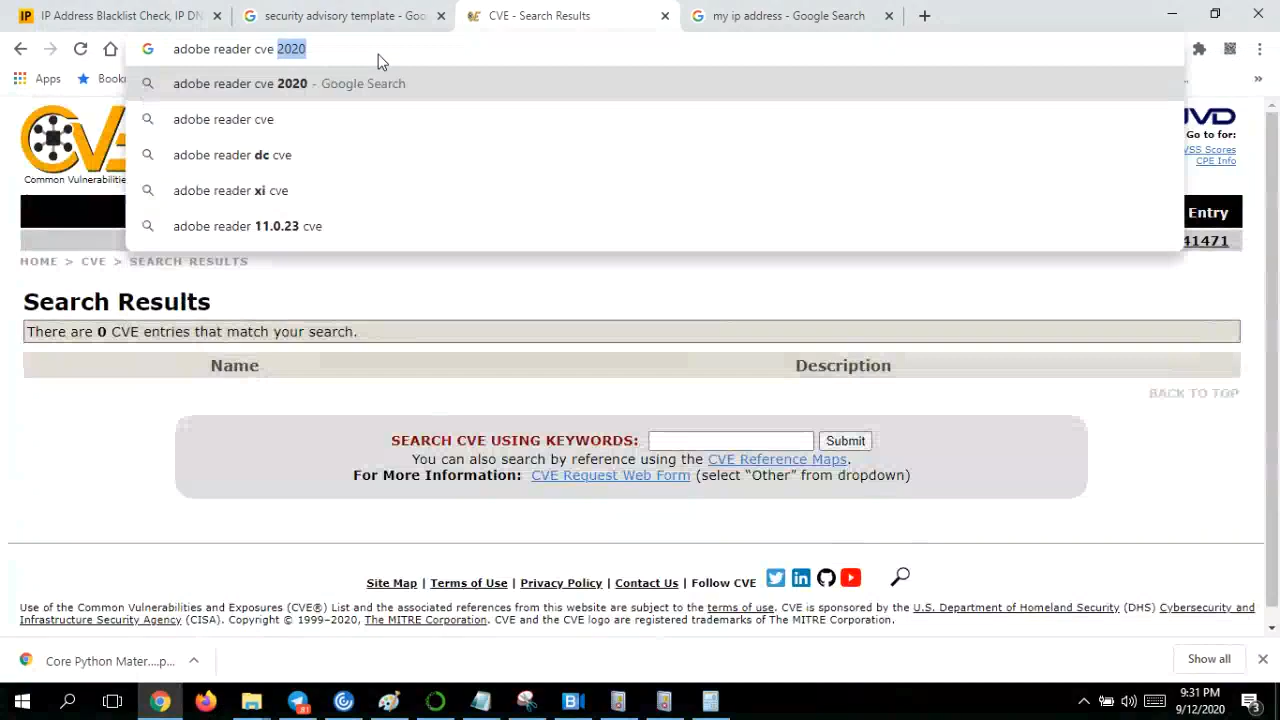 IP Address Blacklist Check, IP DN
security advisory template - Goo
CVE - Search Results
my ip address - Google Search
adobe reader cve 2020
Apps
Book
adobe reader cve 2020 - Google Search
adobe reader cve
adobe reader dc cve
adobe reader xi cve
adobe reader 11.0.23 cve
Common Vulnerabilities
Go to for:
CPE Info
Entry
41471
HOME > CVE > SEARCH RESULTS
Search Results
There are 0 CVE entries that match your search.
Name Description
BACK TO TOP
SEARCH CVE USING KEYWORDS: Submit
You can also search by reference using the CVE Reference Maps.
For More Information: CVE Request Web Form (select “Other” from dropdown)
Site Map | Terms of Use | Privacy Policy | Contact Us | Follow CVE
Use of the Common Vulnerabilities and Exposures (CVE®) List and the associated references from this website are subject to the terms of use. CVE is sponsored by the U.S. Department of Homeland Security (DHS) Cybersecurity and
Infrastructure Security Agency (CISA). Copyright © 1999–2020, The MITRE Corporation. CVE and the CVE logo are registered trademarks of The MITRE Corporation.
Core Python Mater....p...
Show all
9:31 PM
9/12/2020
3